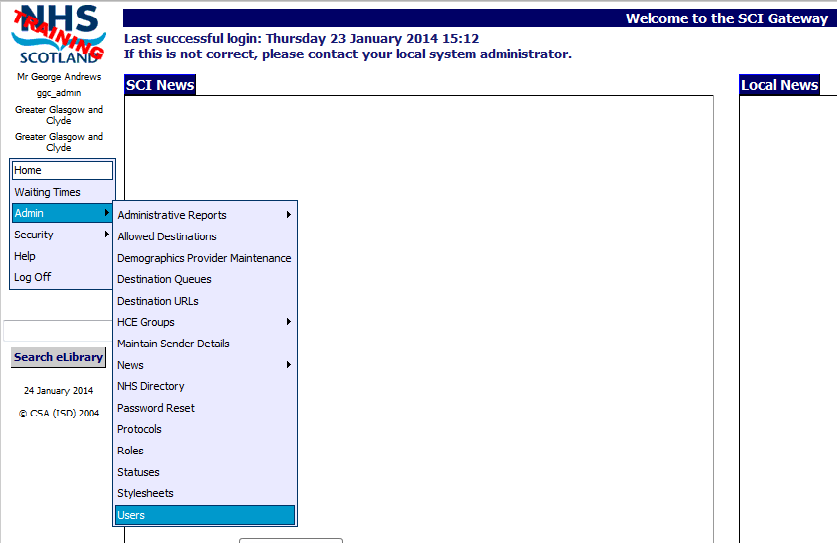 NHS
TRAINING
SCOTLAND
Mr George Andrews
ggc_admin
Greater Glasgow and
Clyde
Greater Glasgow and
Clyde
Home
Waiting Times
Admin
Security
Help
Log Off
Search eLibrary
24 January 2014
© CSA (ISD) 2004
Welcome to the SCI Gateway
Last successful login: Thursday 23 January 2014 15:12
If this is not correct, please contact your local system administrator.
SCI News
Local News
Administrative Reports
Allowed Destinations
Demographics Provider Maintenance
Destination Queues
Destination URLs
HCE Groups
Maintain Sender Details
News
NHS Directory
Password Reset
Protocols
Roles
Statuses
Stylesheets
Users